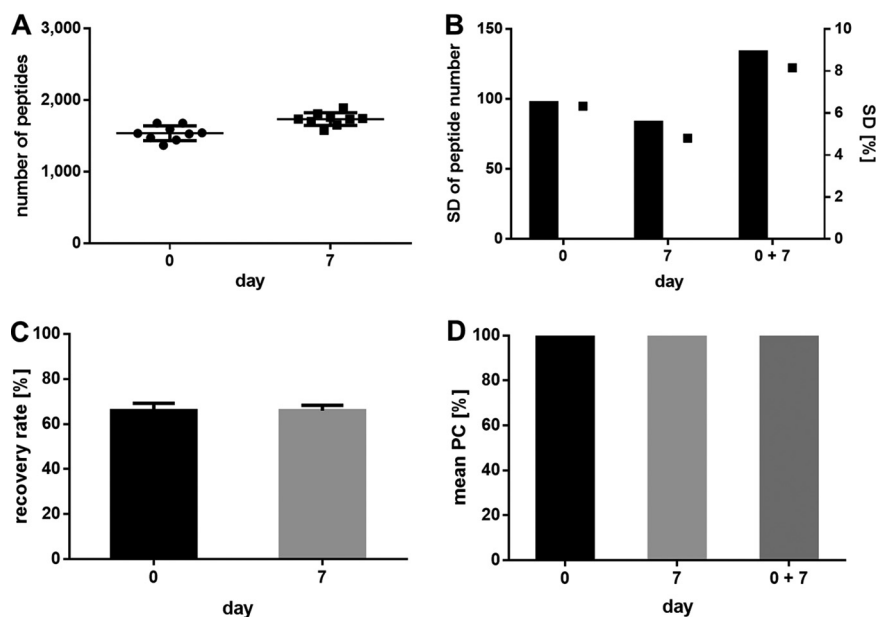 A
number of peptides
3,000
2,000
1,000
0
0 7
day
B
SD of peptide number
150
100
50
0
10
8
6
4
2
0
SD [%]
0 7 0 + 7
day
C
recovery rate [%]
100
80
60
40
20
0
0 7
day
D
mean PC [%]
100
80
60
40
20
0
0 7 0 + 7
day